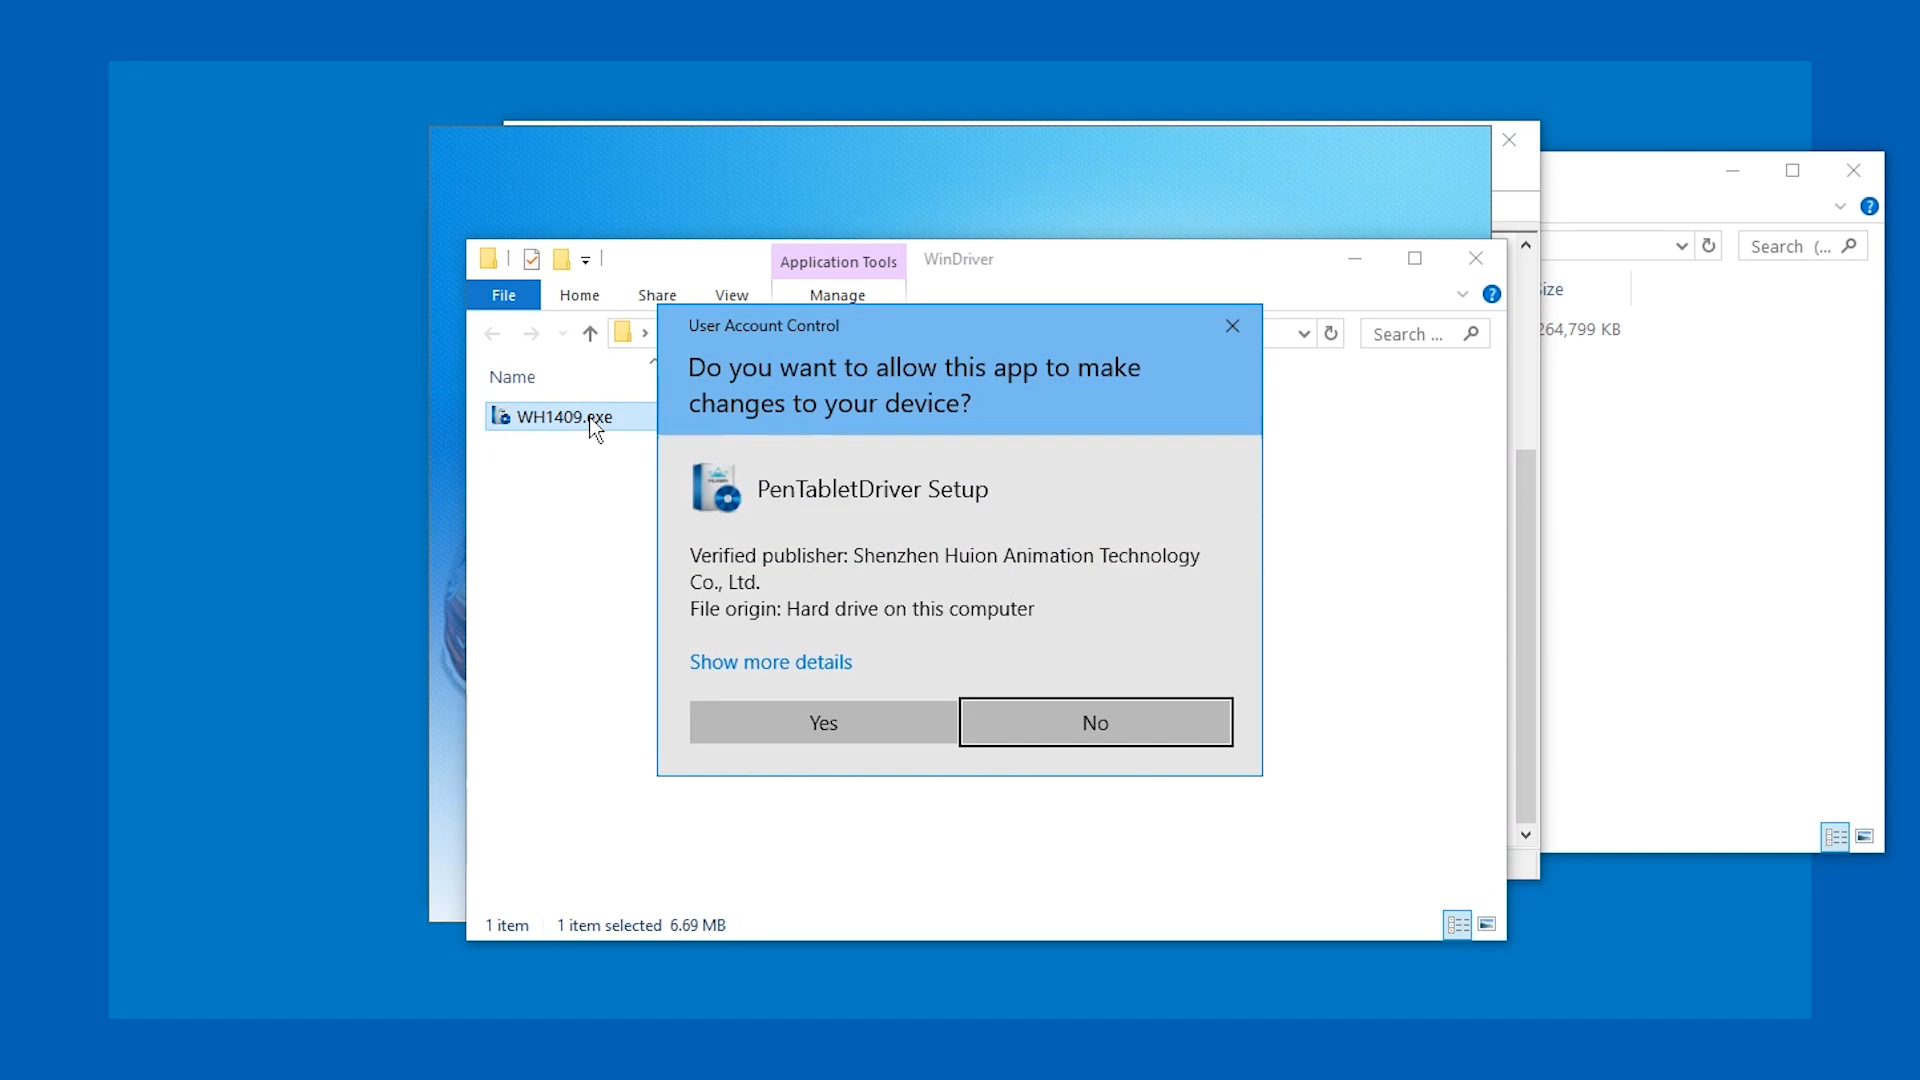 Application Tools
WinDriver
File
Home
Share
View
Manage
Search ...
Search (...
Name
WH1409.exe
264,799 KB
User Account Control
Do you want to allow this app to make
changes to your device?
PenTabletDriver Setup
Verified publisher: Shenzhen Huion Animation Technology
Co., Ltd.
File origin: Hard drive on this computer
Show more details
Yes
No
1 item
1 item selected 6.69 MB